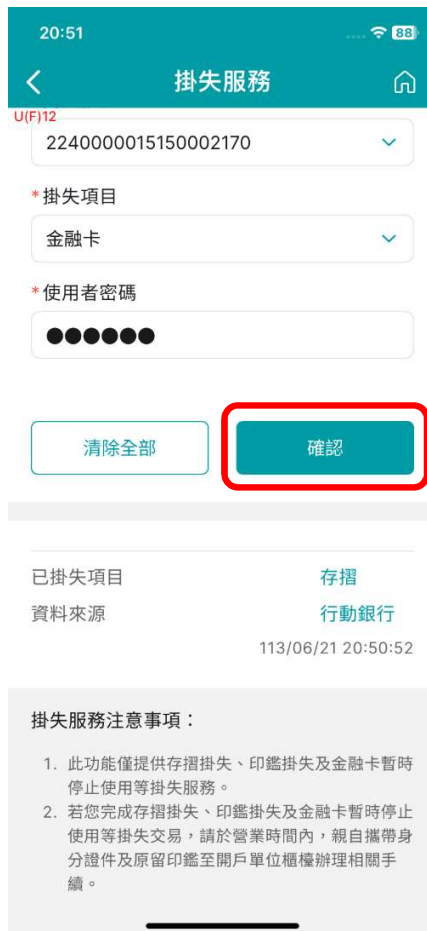 20:51
88
掛失服務
U(F)12
2240000015150002170
*掛失項目
金融卡
*使用者密碼
●●●●●●
清除全部
確認
已掛失項目
存摺
資料來源
行動銀行
113/06/21 20:50:52
掛失服務注意事項：
1. 此功能僅提供存摺掛失、印鑑掛失及金融卡暫時
停止使用等掛失服務。
2. 若您完成存摺掛失、印鑑掛失及金融卡暫時停止
使用等掛失交易，請於營業時間內，親自攜帶身
分證件及原留印鑑至開戶單位櫃檯辦理相關手
續。